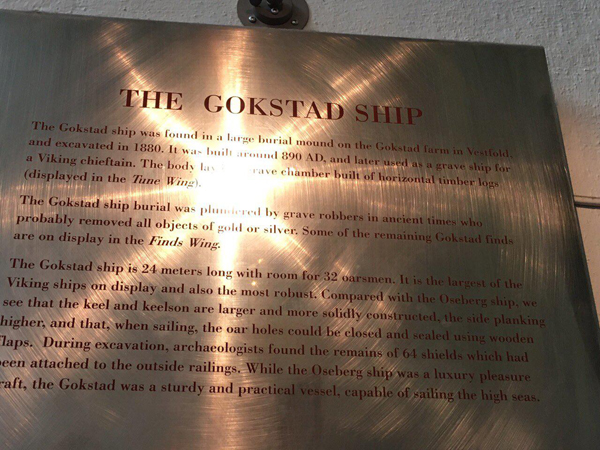 THE GOKSTAD SHIP
The Gokstad ship was found in a large burial mound on the Gokstad farm in Vestfold,
and excavated in 1880. It was built around 890 AD, and later used as a grave ship for
a Viking chieftain. The body lay grave chamber built of horizontal timber logs
(displayed in the Tune Wing).
The Gokstad ship burial was plundered by grave robbers in ancient times who
probably removed all objects of gold or silver. Some of the remaining Gokstad finds
are on display in the Finds Wing.
The Gokstad ship is 24 meters long with room for 32 oarsmen. It is the largest of the
Viking ships on display and also the most robust. Compared with the Oseberg ship, we
see that the keel and keelson are larger and more solidly constructed, the side planking
higher, and that, when sailing, the oar holes could be closed and sealed using wooden
flaps. During excavation, archaeologists found the remains of 64 shields which had
been attached to the outside railings. While the Oseberg ship was a luxury pleasure
raft, the Gokstad was a sturdy and practical vessel, capable of sailing the high seas.